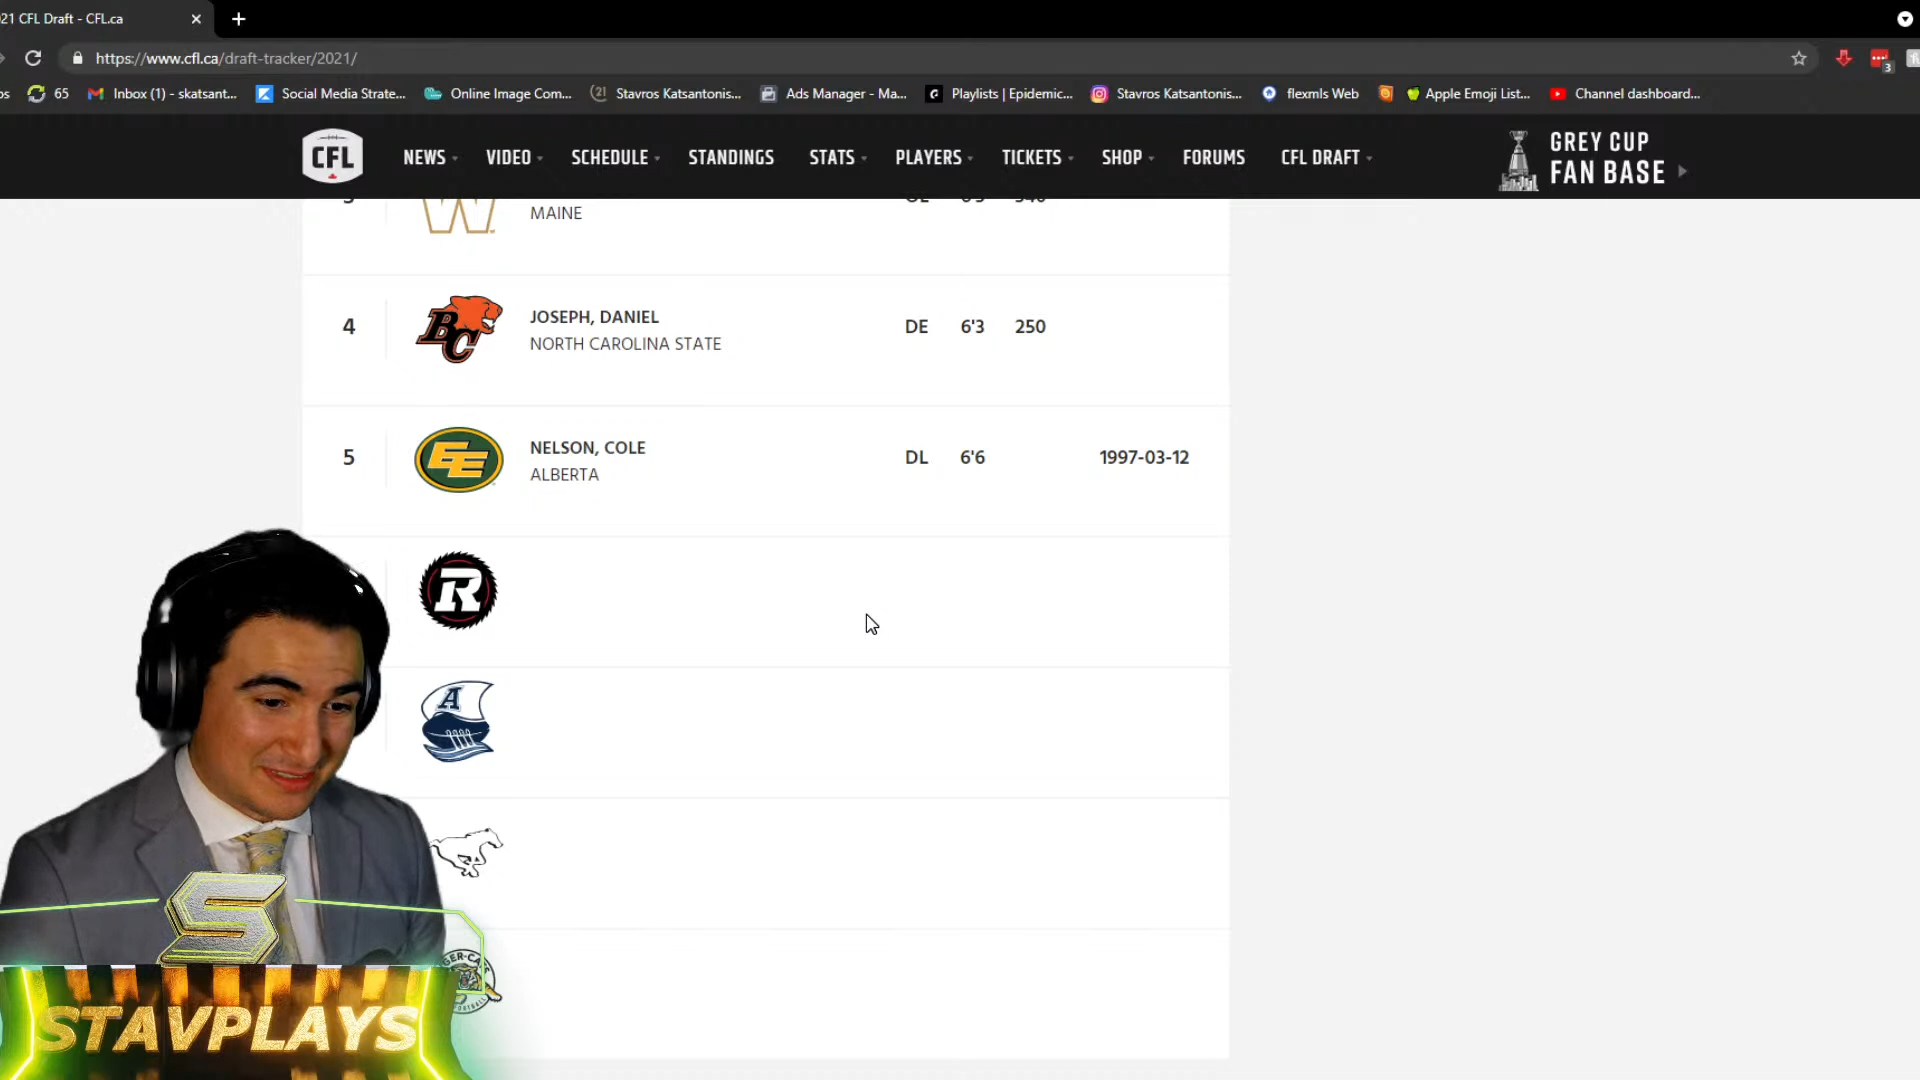 21 CFL Draft - CFL.ca
https://www.cfl.ca/draft-tracker/2021/
65 Inbox (1) - skatsant... Social Media Strate... Online Image Com... Stavros Katsantonis... Ads Manager - Ma... Playlists | Epidemic... Stavros Katsantonis... flexmls Web Apple Emoji List... Channel dashboard...
CFL NEWS VIDEO SCHEDULE STANDINGS STATS PLAYERS TICKETS SHOP FORUMS CFL DRAFT GREY CUP
FAN BASE
W MAINE
4 BC JOSEPH, DANIEL DE 6'3 250
NORTH CAROLINA STATE
5 EE NELSON, COLE DL 6'6 1997-03-12
ALBERTA
R
A
S
STAVPLAYS